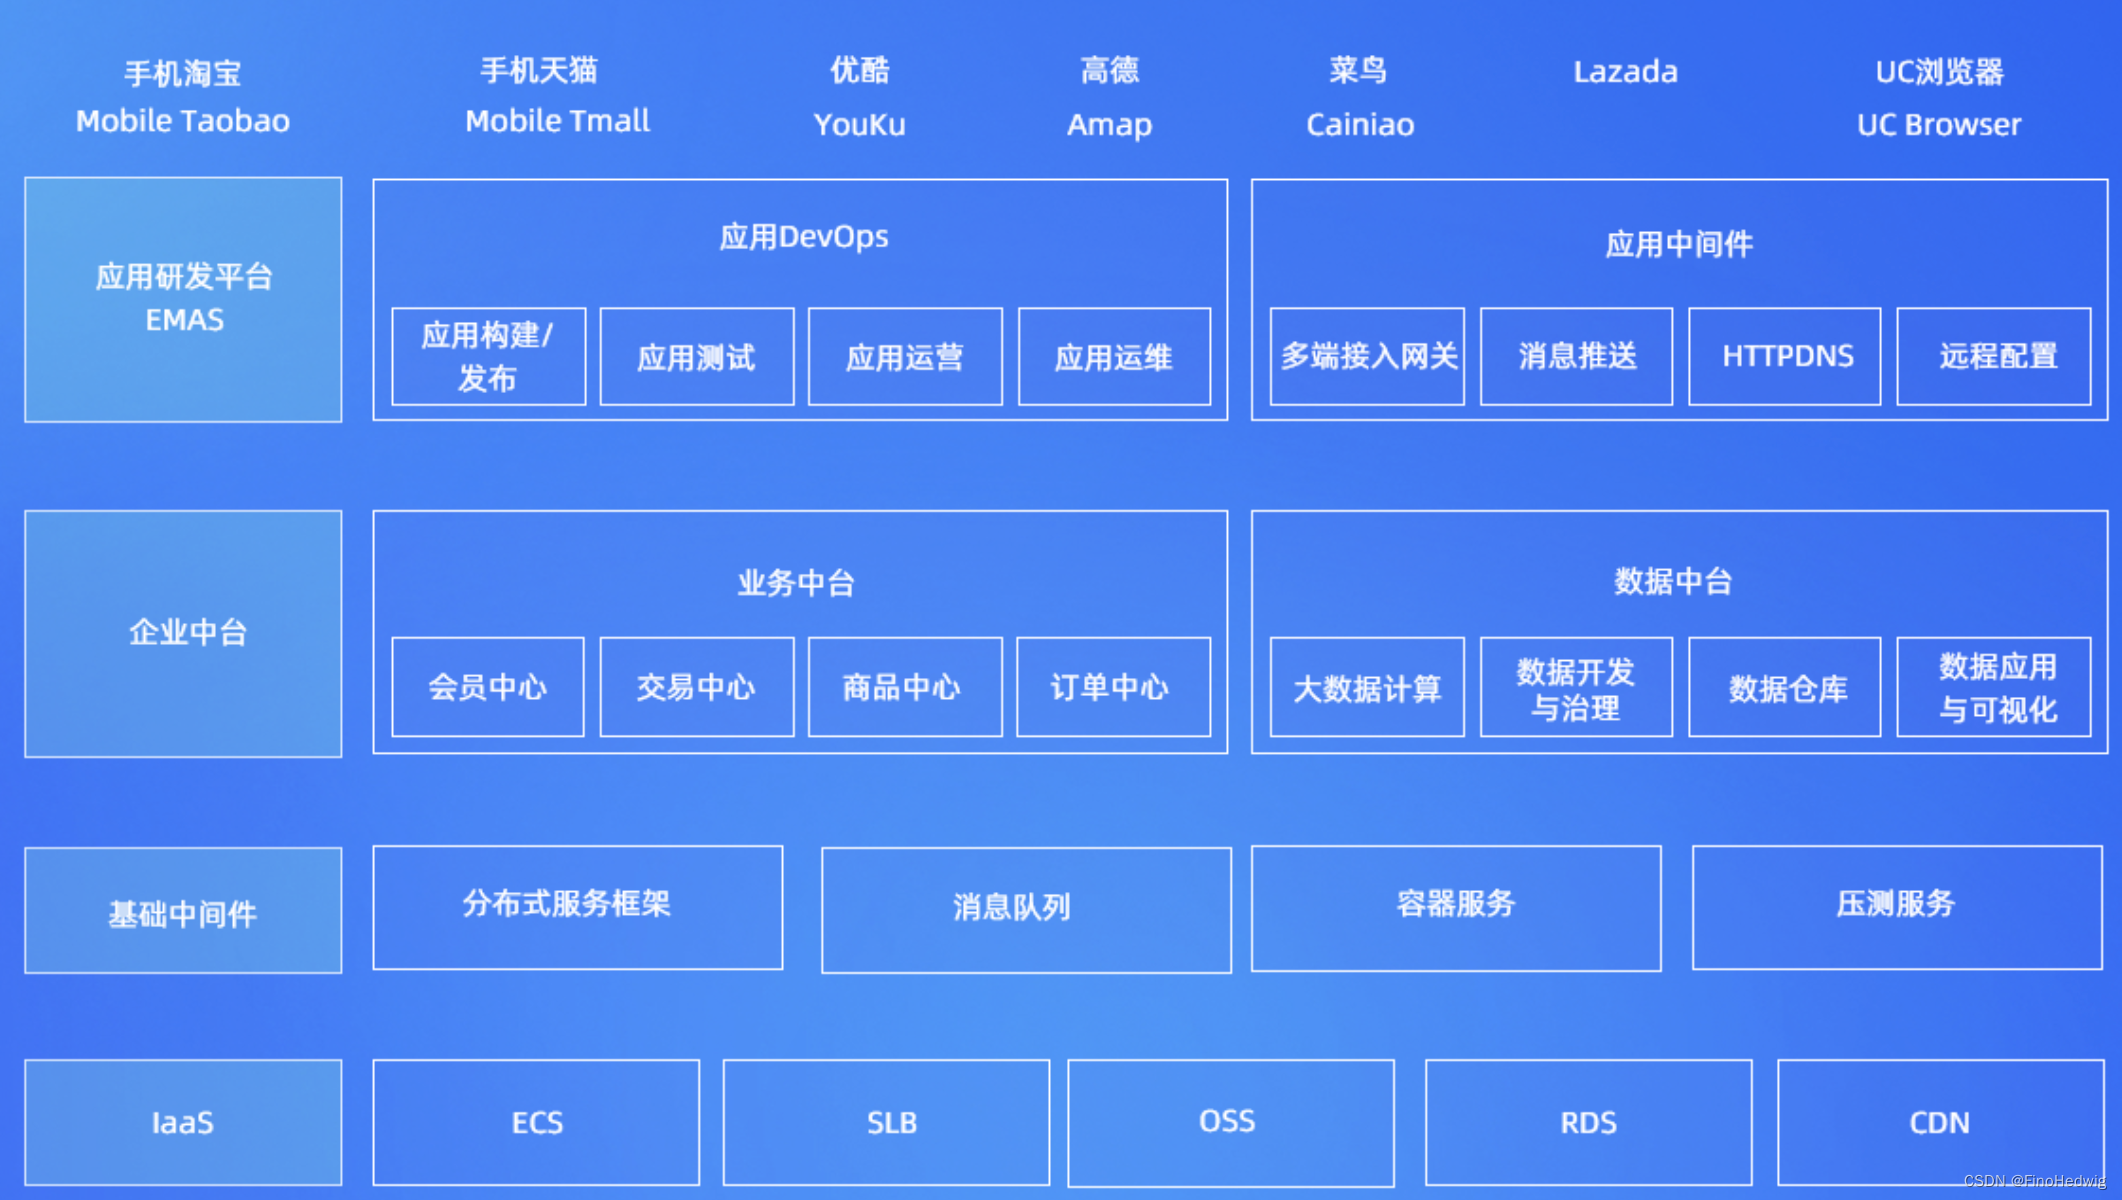 手机淘宝
Mobile Taobao
手机天猫
Mobile Tmall
优酷
YouKu
高德
Amap
菜鸟
Cainiao
Lazada
UC浏览器
UC Browser
应用研发平台
EMAS
应用DevOps
应用构建/
发布
应用测试
应用运营
应用运维
应用中间件
多端接入网关
消息推送
HTTPDNS
远程配置
企业中台
业务中台
会员中心
交易中心
商品中心
订单中心
数据中台
大数据计算
数据开发
与治理
数据仓库
数据应用
与可视化
基础中间件
分布式服务框架
消息队列
容器服务
压测服务
IaaS
ECS
SLB
OSS
RDS
CDN
CSDN @FinoHedwig